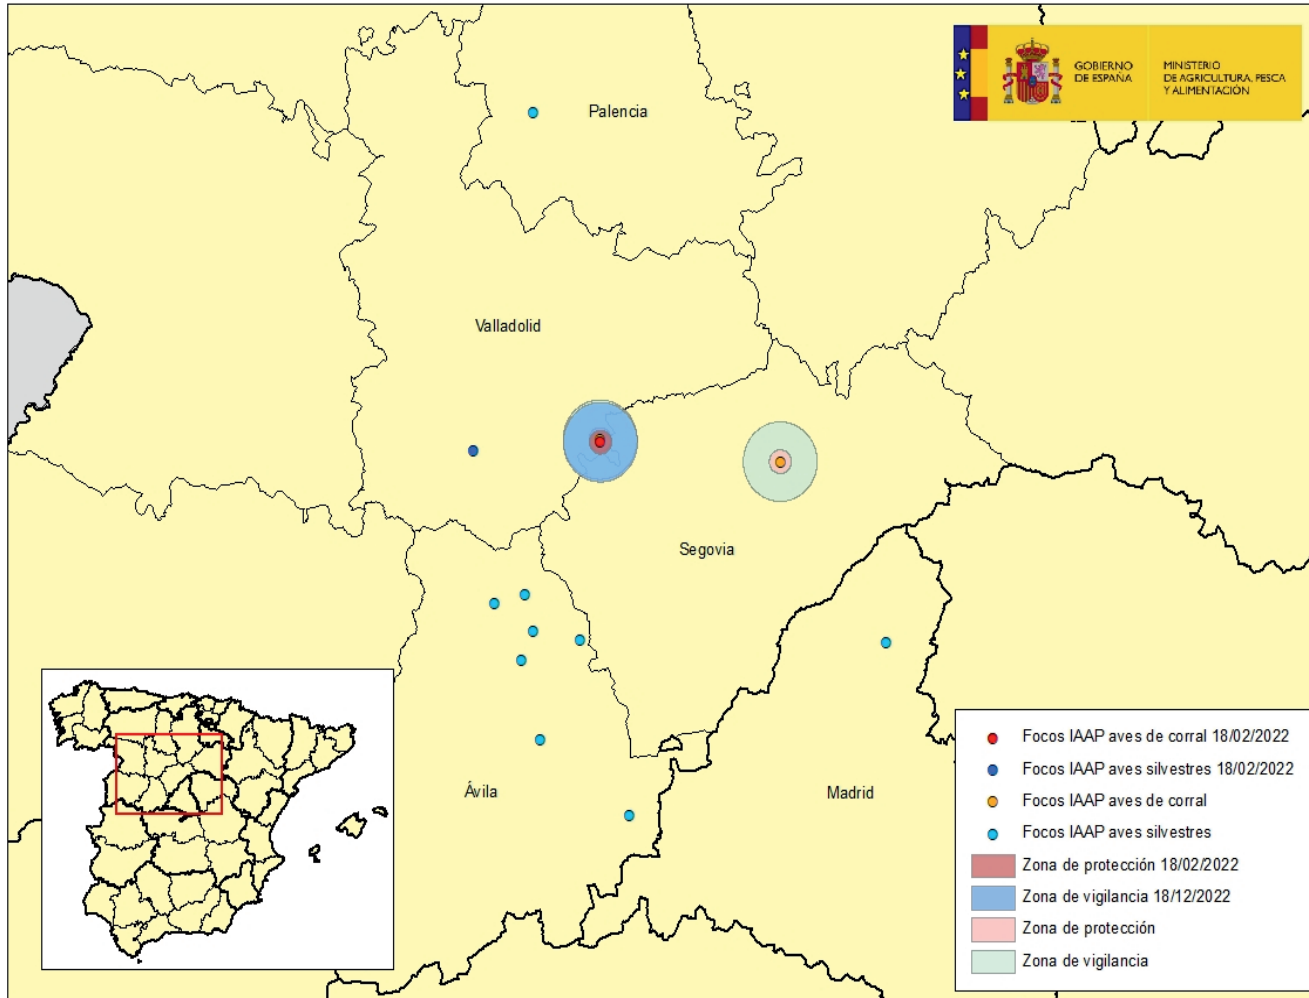 GOBIERNO
DE ESPAÑA
MINISTERIO
DE AGRICULTURA, PESCA
Y ALIMENTACIÓN
Palencia
Valladolid
Segovia
Ávila
Madrid
Focos IAAP aves de corral 18/02/2022
Focos IAAP aves silvestres 18/02/2022
Focos IAAP aves de corral
Focos IAAP aves silvestres
Zona de protección 18/02/2022
Zona de vigilancia 18/12/2022
Zona de protección
Zona de vigilancia